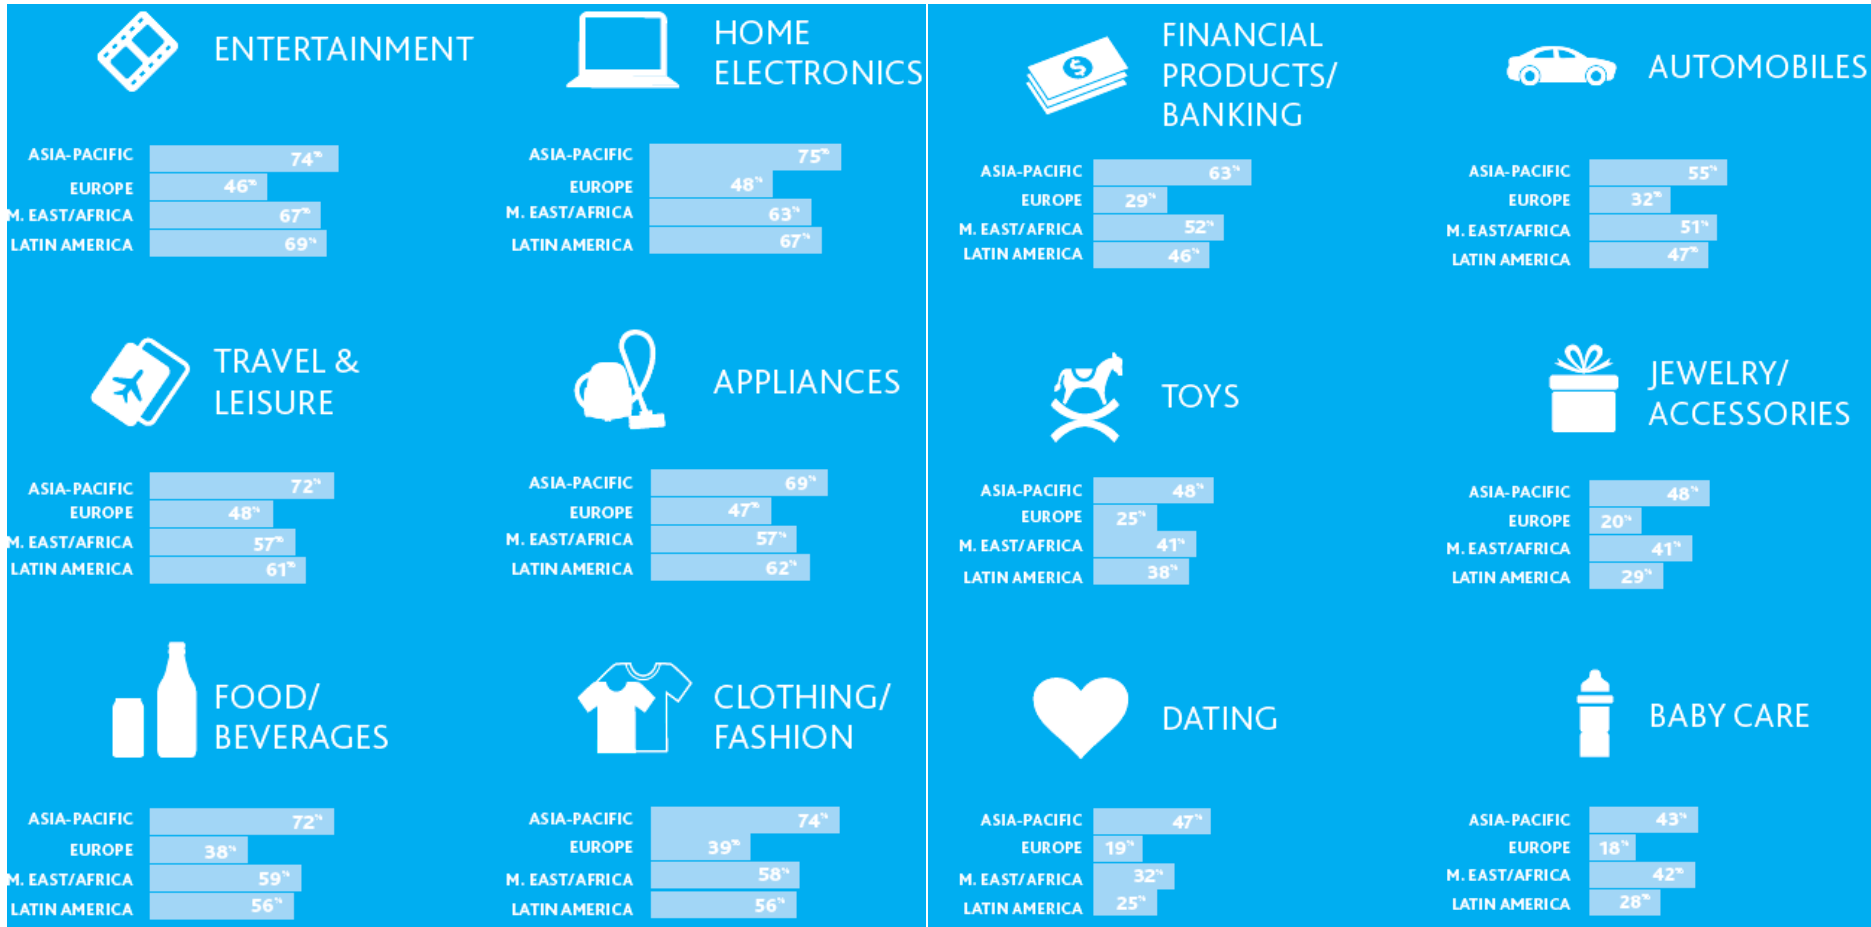 ENTERTAINMENT
ASIA-PACIFIC 74%
EUROPE 46%
M. EAST/AFRICA 67%
LATIN AMERICA 69%
HOME
ELECTRONICS
ASIA-PACIFIC 75%
EUROPE 48%
M. EAST/AFRICA 63%
LATIN AMERICA 67%
FINANCIAL
PRODUCTS/
BANKING
$
ASIA-PACIFIC 63%
EUROPE 29%
M. EAST/AFRICA 52%
LATIN AMERICA 46%
AUTOMOBILES
ASIA-PACIFIC 55%
EUROPE 32%
M. EAST/AFRICA 51%
LATIN AMERICA 47%
TRAVEL &
LEISURE
ASIA-PACIFIC 72%
EUROPE 48%
M. EAST/AFRICA 57%
LATIN AMERICA 61%
APPLIANCES
ASIA-PACIFIC 69%
EUROPE 47%
M. EAST/AFRICA 57%
LATIN AMERICA 62%
TOYS
ASIA-PACIFIC 48%
EUROPE 25%
M. EAST/AFRICA 41%
LATIN AMERICA 38%
JEWELRY/
ACCESSORIES
ASIA-PACIFIC 48%
EUROPE 20%
M. EAST/AFRICA 41%
LATIN AMERICA 29%
FOOD/
BEVERAGES
ASIA-PACIFIC 72%
EUROPE 38%
M. EAST/AFRICA 59%
LATIN AMERICA 56%
CLOTHING/
FASHION
ASIA-PACIFIC 74%
EUROPE 39%
M. EAST/AFRICA 58%
LATIN AMERICA 56%
DATING
ASIA-PACIFIC 47%
EUROPE 19%
M. EAST/AFRICA 32%
LATIN AMERICA 25%
BABY CARE
ASIA-PACIFIC 43%
EUROPE 18%
M. EAST/AFRICA 42%
LATIN AMERICA 28%